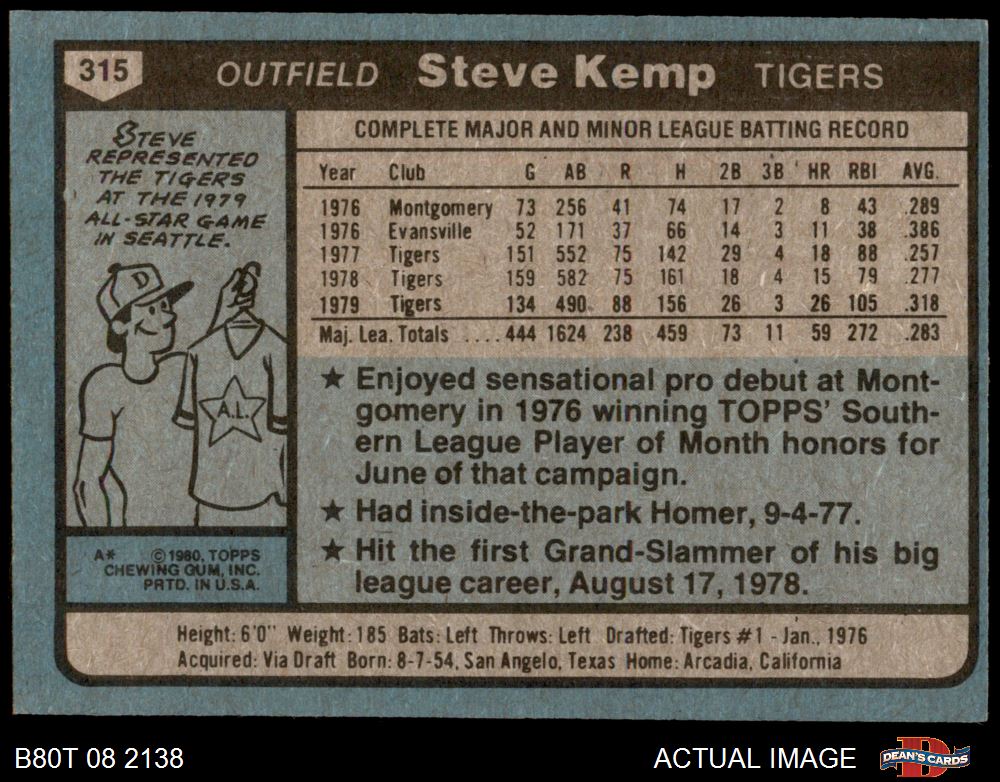 315 OUTFIELD Steve Kemp TIGERS
STEVE
REPRESENTED
THE TIGERS
AT THE 1979
ALL-STAR GAME
IN SEATTLE.
D
A.L.
A* ©1980, TOPPS
CHEWING GUM, INC.
PRTD. IN U.S.A.
COMPLETE MAJOR AND MINOR LEAGUE BATTING RECORD
Year Club G AB R H 2B 3B HR RBI AVG.
1976 Montgomery 73 256 41 74 17 2 8 43 .289
1976 Evansville 52 171 37 66 14 3 11 38 .386
1977 Tigers 151 552 75 142 29 4 18 88 .257
1978 Tigers 159 582 75 161 18 4 15 79 .277
1979 Tigers 134 490 88 156 26 3 26 105 .318
Maj. Lea. Totals .... 444 1624 238 459 73 11 59 272 .283
★ Enjoyed sensational pro debut at Mont-
gomery in 1976 winning TOPPS' South-
ern League Player of Month honors for
June of that campaign.
★ Had inside-the-park Homer, 9-4-77.
★ Hit the first Grand-Slammer of his big
league career, August 17, 1978.
Height: 6'0" Weight: 185 Bats: Left Throws: Left Drafted: Tigers #1 - Jan., 1976
Acquired: Via Draft Born: 8-7-54, San Angelo, Texas Home: Arcadia, California
B80T 08 2138 ACTUAL IMAGE DEAN'S CARDS